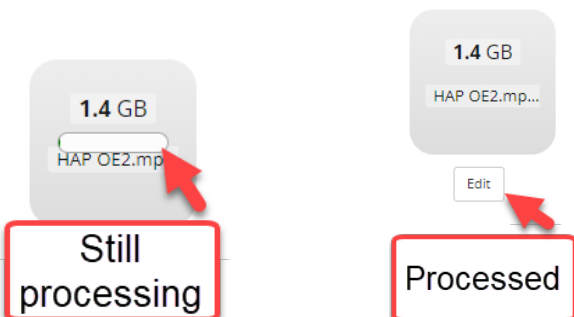 1.4 GB
HAP OE2.mp
Still
processing
1.4 GB
HAP OE2.mp...
Edit
Processed